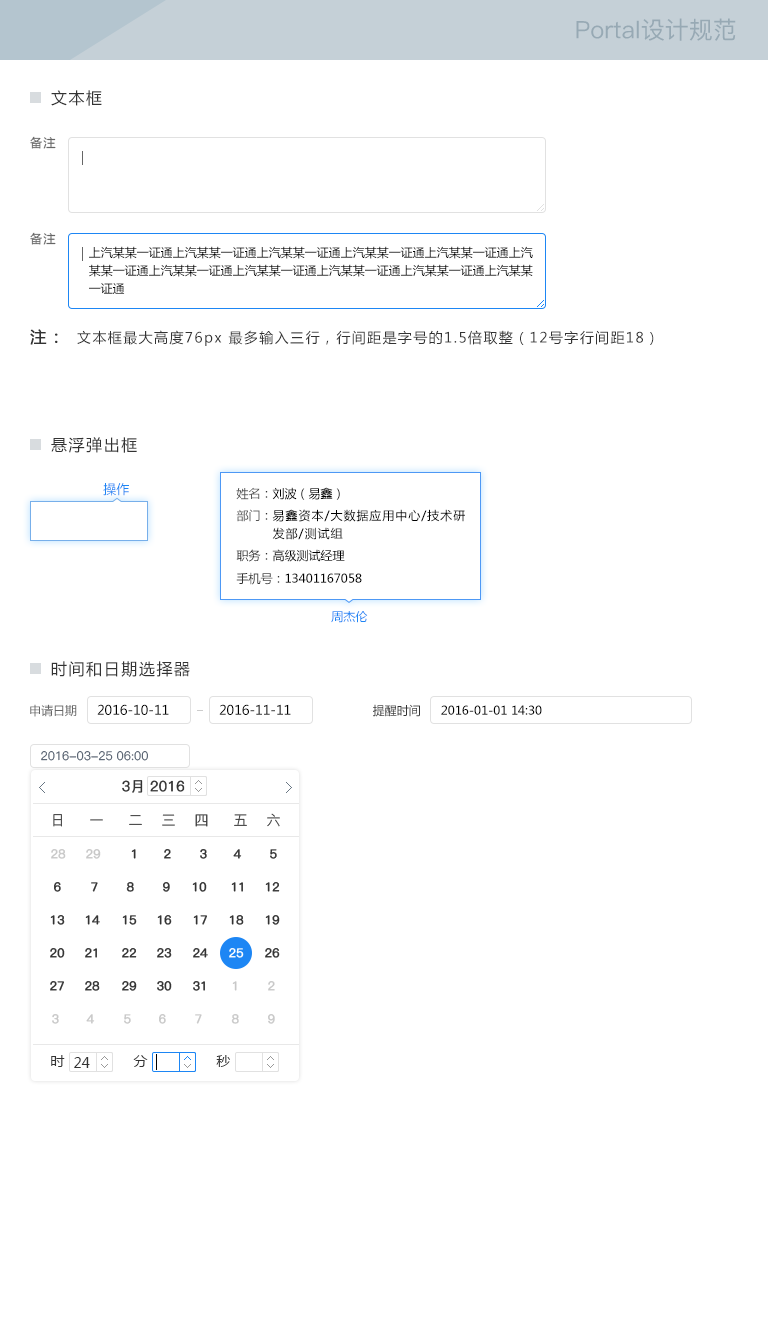 Portal设计规范
文本框
备注
备注
上汽某某一证通上汽某某一证通上汽某某一证通上汽某某一证通上汽某某一证通上汽
某某一证通上汽某某一证通上汽某某一证通上汽某某一证通上汽某某一证通上汽某某
一证通
注： 文本框最大高度76px 最多输入三行，行间距是字号的1.5倍取整（12号字行间距18）
悬浮弹出框
操作
姓名：刘波（易鑫）
部门：易鑫资本/大数据应用中心/技术研
发部/测试组
职务：高级测试经理
手机号：13401167058
周杰伦
时间和日期选择器
申请日期 2016-10-11 – 2016-11-11 提醒时间 2016-01-01 14:30
2016-03-25 06:00
3月 2016
日 一 二 三 四 五 六
28 29 1 2 3 4 5
6 7 8 9 10 11 12
13 14 15 16 17 18 19
20 21 22 23 24 25 26
27 28 29 30 31 1 2
3 4 5 6 7 8 9
时 24 分 秒